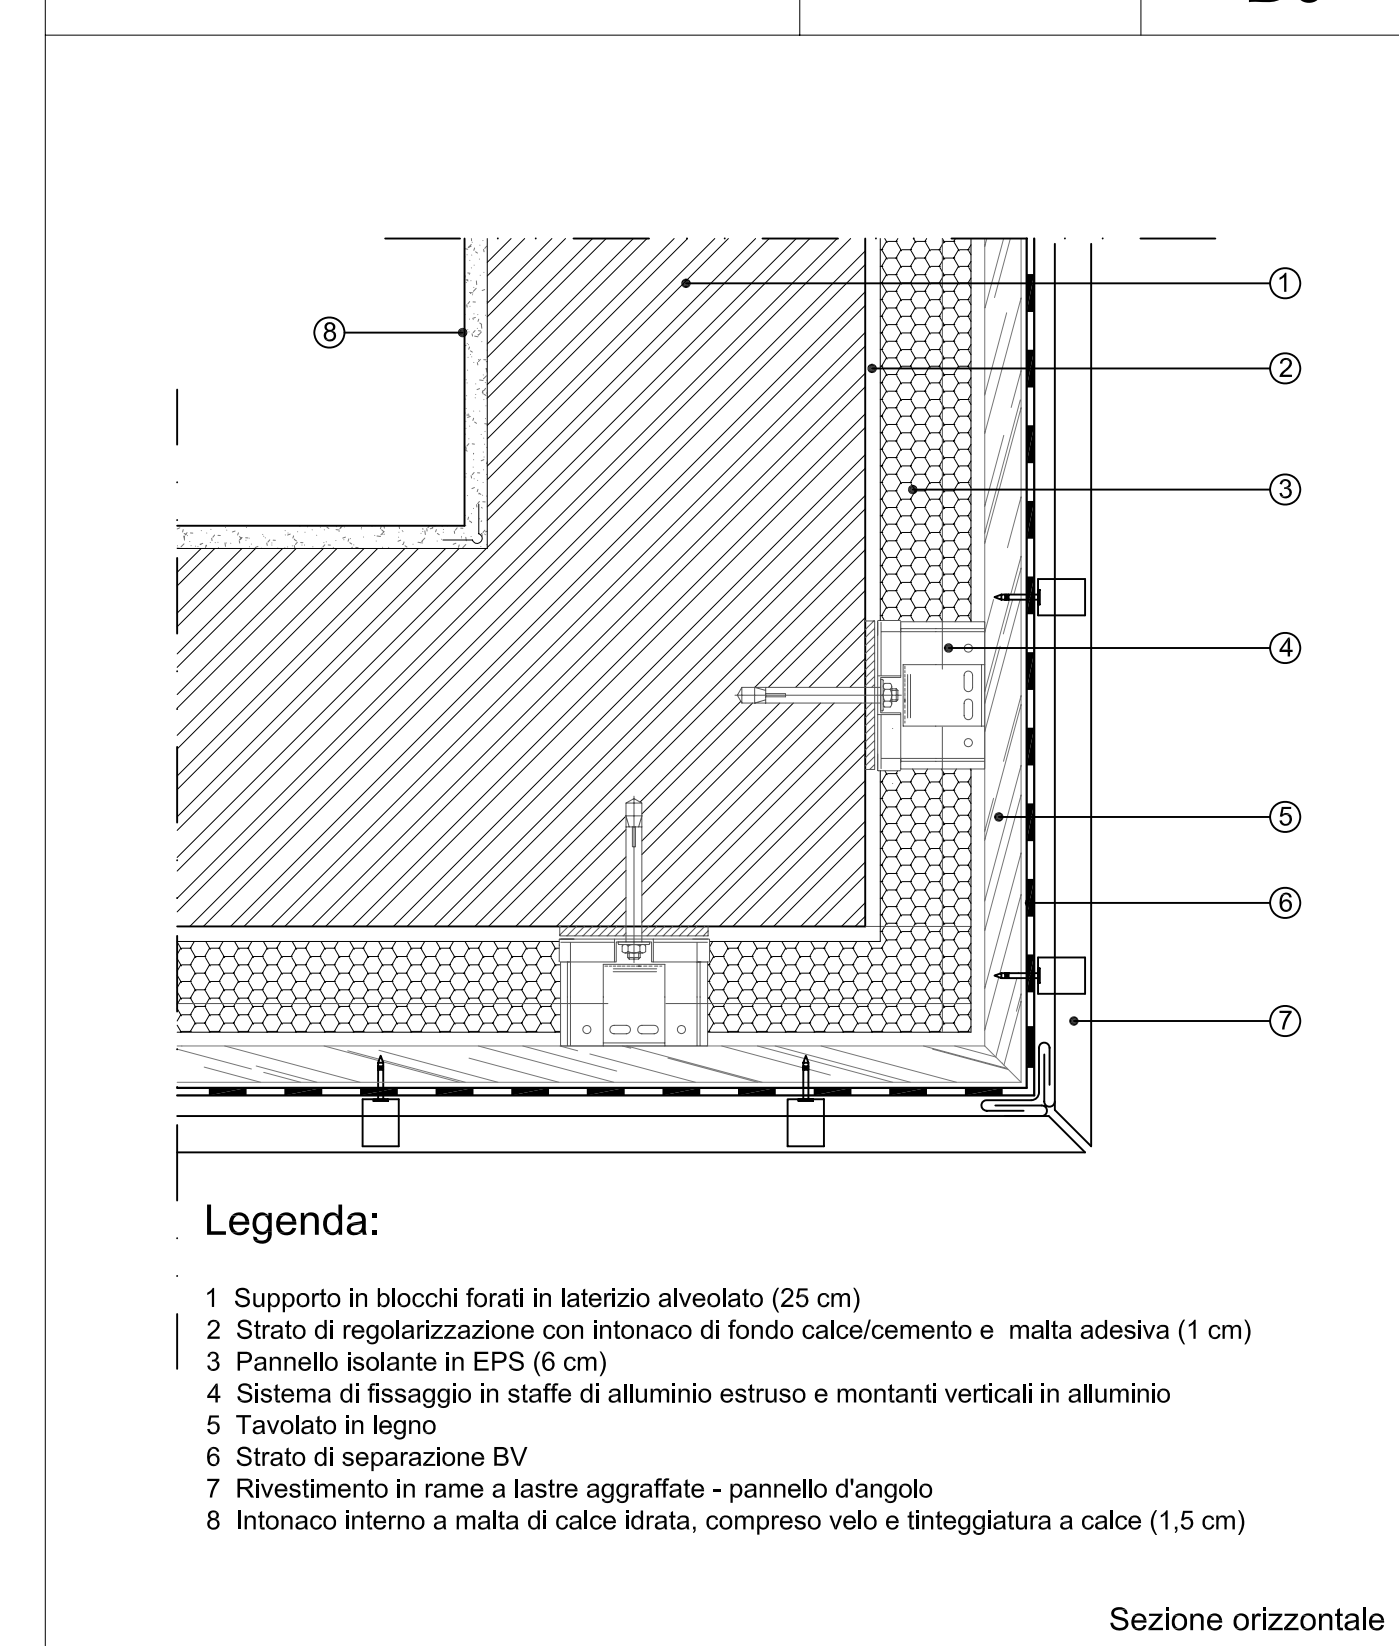 1
8
2
3
4
5
6
7
Legenda:
1 Supporto in blocchi forati in laterizio alveolato (25 cm)
2 Strato di regolarizzazione con intonaco di fondo calce/cemento e malta adesiva (1 cm)
3 Pannello isolante in EPS (6 cm)
4 Sistema di fissaggio in staffe di alluminio estruso e montanti verticali in alluminio
5 Tavolato in legno
6 Strato di separazione BV
7 Rivestimento in rame a lastre aggraffate - pannello d'angolo
8 Intonaco interno a malta di calce idrata, compreso velo e tinteggiatura a calce (1,5 cm)
Sezione orizzontale